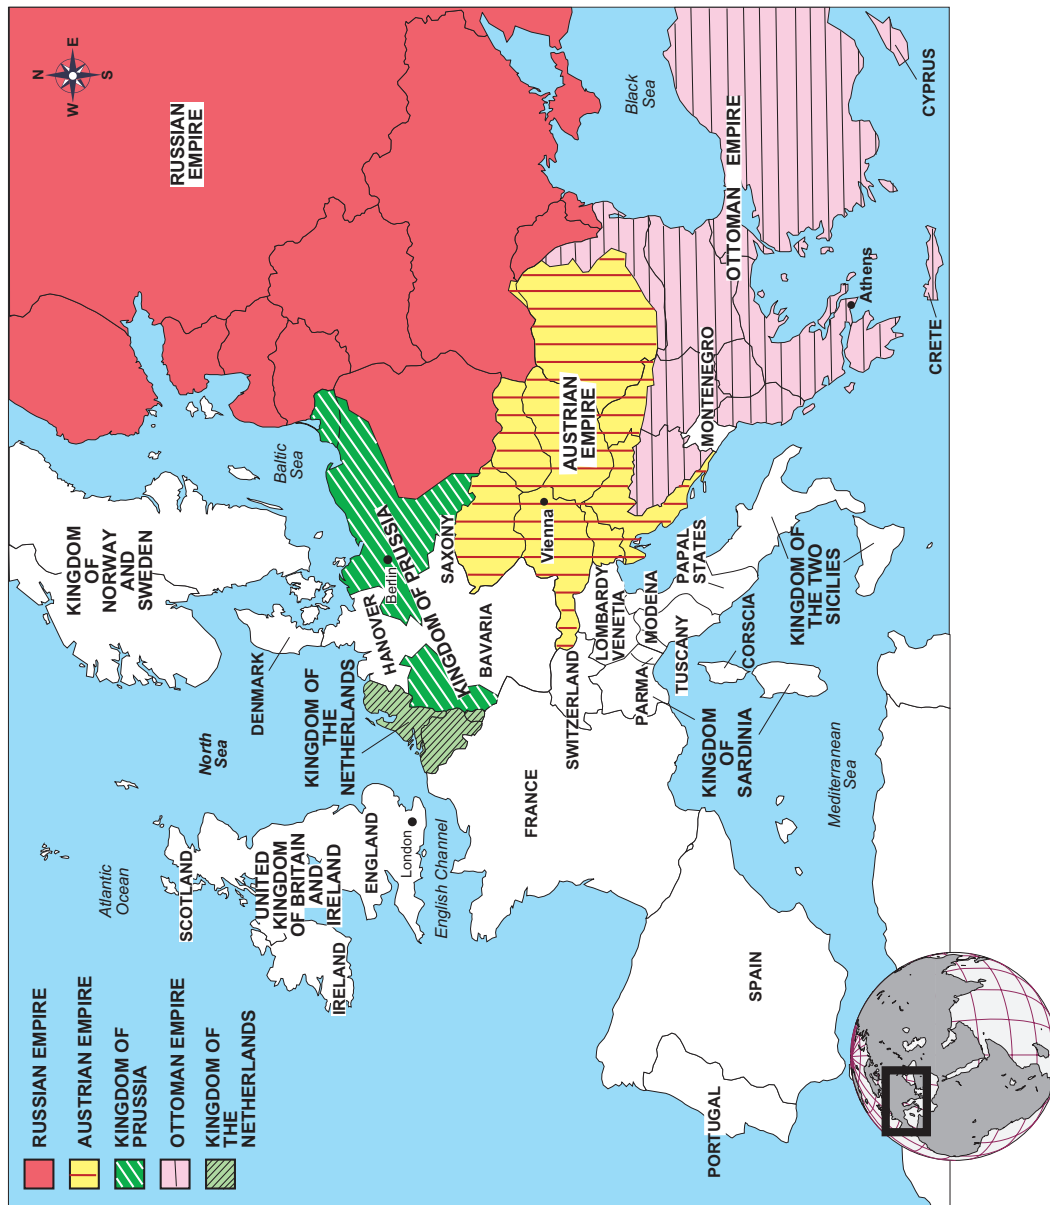 RUSSIAN EMPIRE
AUSTRIAN EMPIRE
KINGDOM OF
PRUSSIA
OTTOMAN EMPIRE
KINGDOM OF
THE
NETHERLANDS
N
E
S
W
Atlantic
Ocean
SCOTLAND
UNITED
KINGDOM
OF BRITAIN
AND
IRELAND
IRELAND
ENGLAND
London
English Channel
North
Sea
DENMARK
KINGDOM
OF
NORWAY
AND
SWEDEN
Baltic
Sea
RUSSIAN
EMPIRE
KINGDOM OF
THE
NETHERLANDS
HANOVER
Berlin
KINGDOM OF PRUSSIA
SAXONY
BAVARIA
FRANCE
SWITZERLAND
Vienna
AUSTRIAN
EMPIRE
LOMBARDY
VENETIA
PARMA
MODENA
TUSCANY
PAPAL
STATES
MONTENEGRO
Black
Sea
OTTOMAN EMPIRE
PORTUGAL
SPAIN
KINGDOM
OF
SARDINIA
CORSCIA
KINGDOM OF
THE TWO
SICILIES
Mediterranean
Sea
Athens
CRETE
CYPRUS